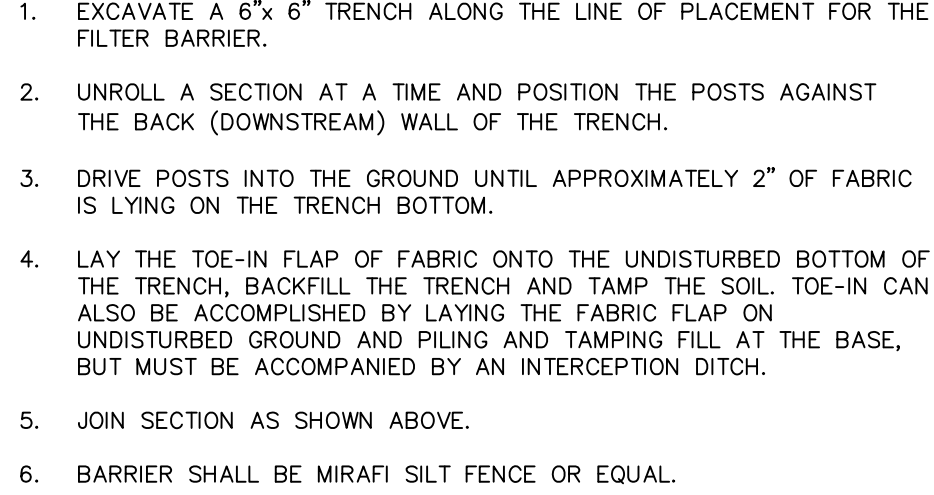 1. EXCAVATE A 6"x 6" TRENCH ALONG THE LINE OF PLACEMENT FOR THE
FILTER BARRIER.
2. UNROLL A SECTION AT A TIME AND POSITION THE POSTS AGAINST
THE BACK (DOWNSTREAM) WALL OF THE TRENCH.
3. DRIVE POSTS INTO THE GROUND UNTIL APPROXIMATELY 2" OF FABRIC
IS LYING ON THE TRENCH BOTTOM.
4. LAY THE TOE-IN FLAP OF FABRIC ONTO THE UNDISTURBED BOTTOM OF
THE TRENCH, BACKFILL THE TRENCH AND TAMP THE SOIL. TOE-IN CAN
ALSO BE ACCOMPLISHED BY LAYING THE FABRIC FLAP ON
UNDISTURBED GROUND AND PILING AND TAMPING FILL AT THE BASE,
BUT MUST BE ACCOMPANIED BY AN INTERCEPTION DITCH.
5. JOIN SECTION AS SHOWN ABOVE.
6. BARRIER SHALL BE MIRAFI SILT FENCE OR EQUAL.